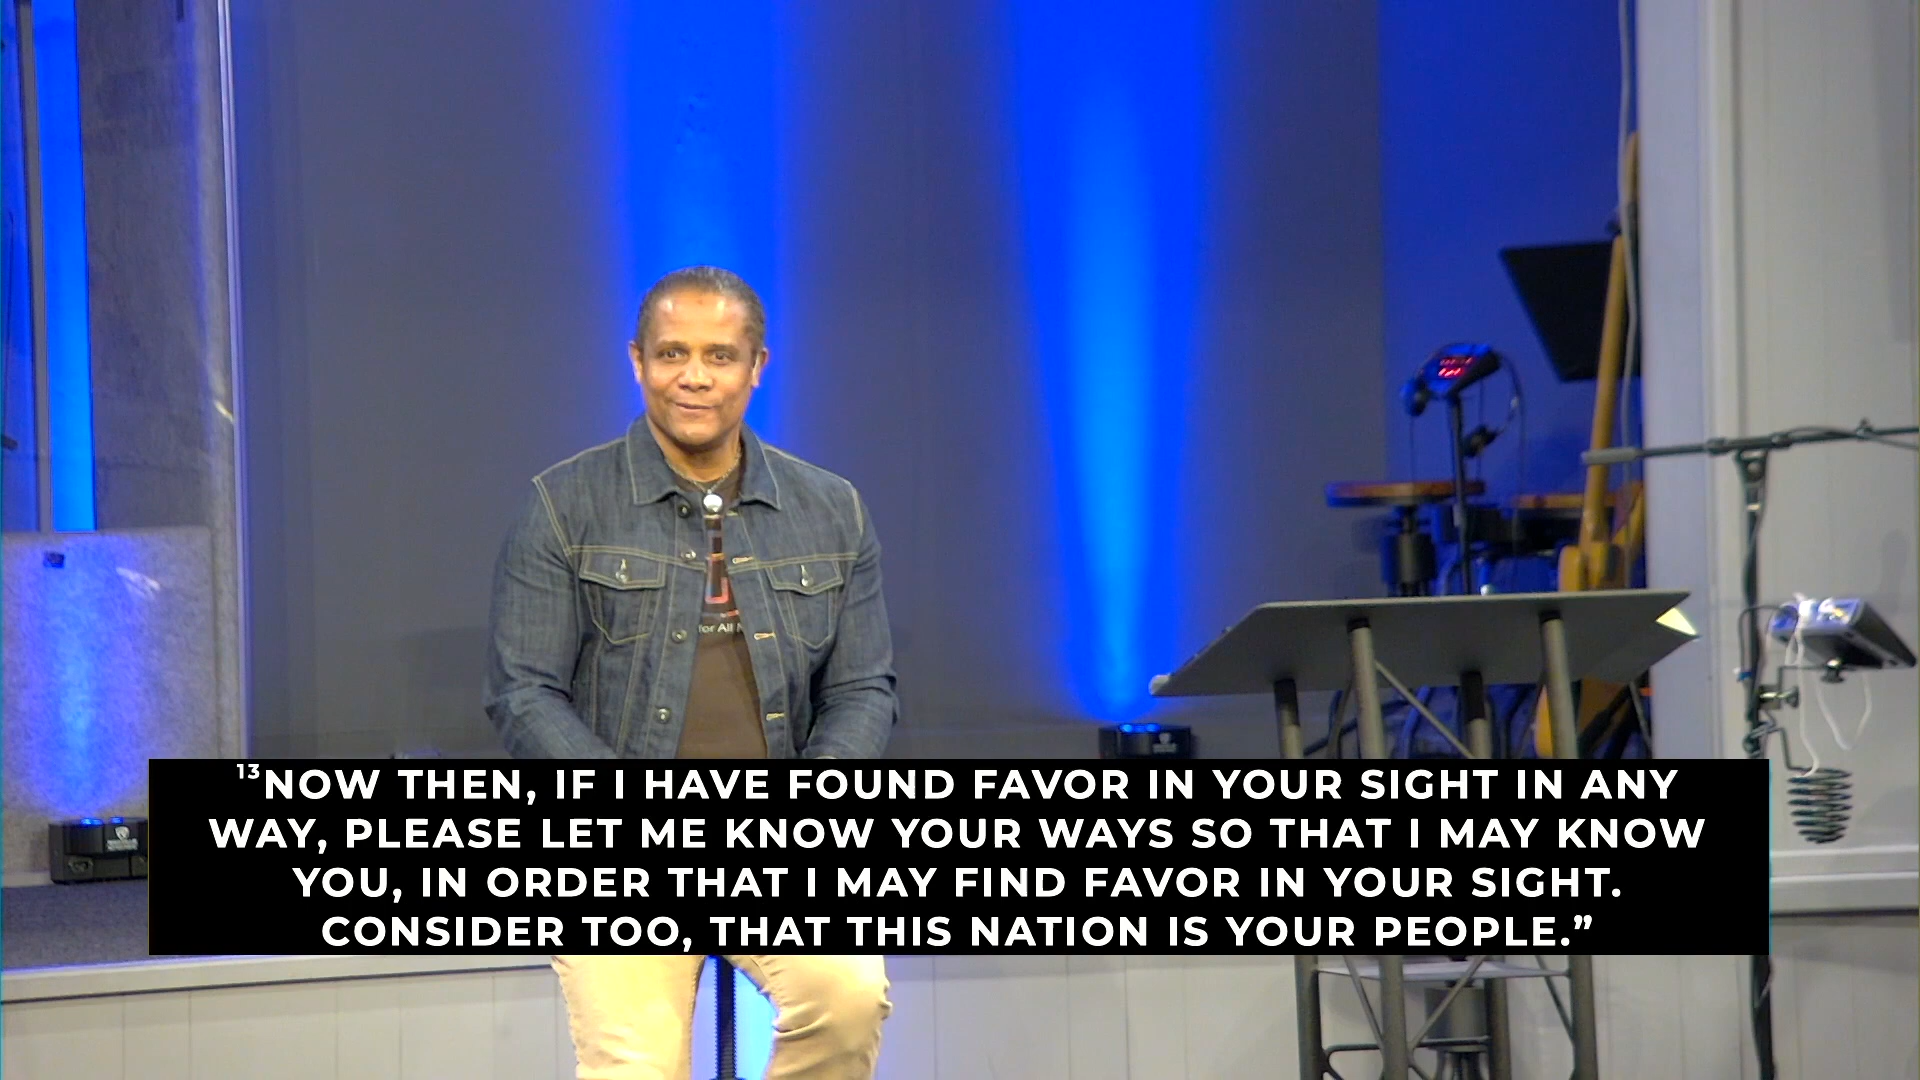 for All
¹³NOW THEN, IF I HAVE FOUND FAVOR IN YOUR SIGHT IN ANY
WAY, PLEASE LET ME KNOW YOUR WAYS SO THAT I MAY KNOW
YOU, IN ORDER THAT I MAY FIND FAVOR IN YOUR SIGHT.
CONSIDER TOO, THAT THIS NATION IS YOUR PEOPLE.”